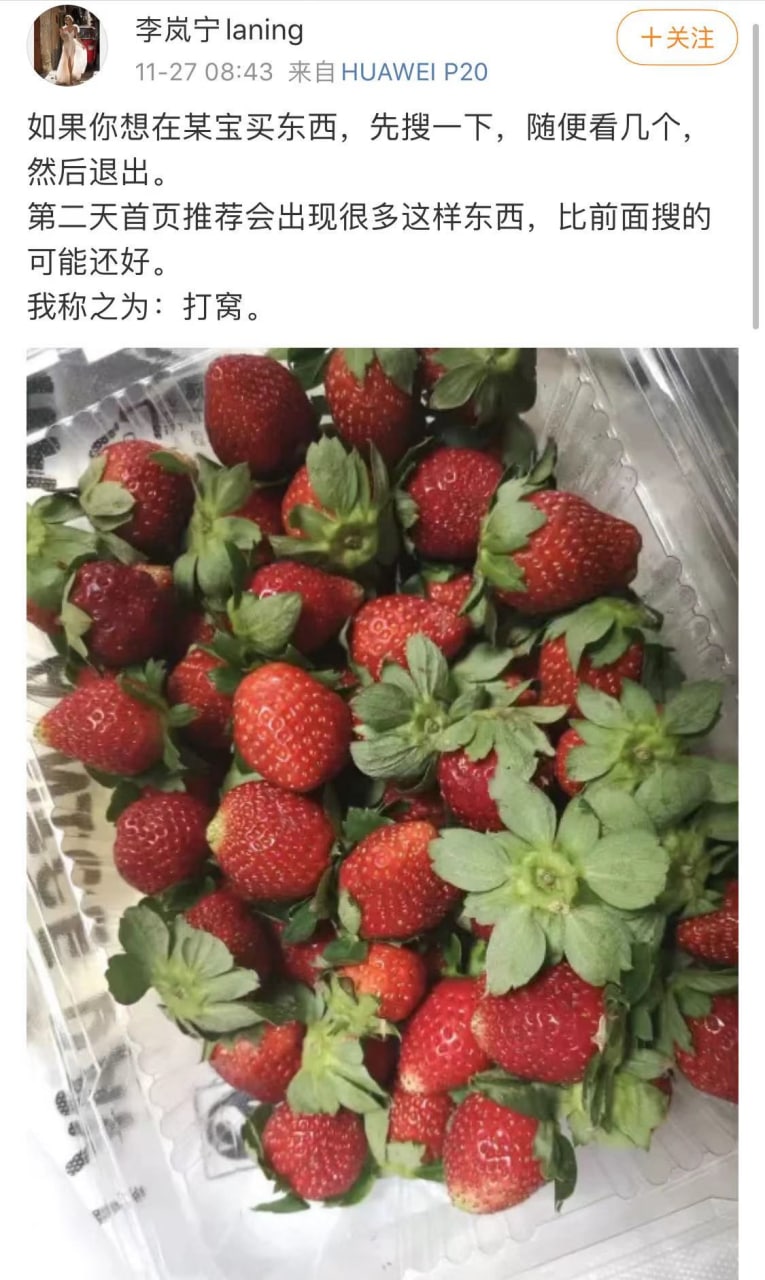 李岚宁laning
+关注
11-27 08:43 来自HUAWEI P20
如果你想在某宝买东西，先搜一下，随便看几个，
然后退出。
第二天首页推荐会出现很多这样东西，比前面搜的
可能还好。
我称之为：打窝。